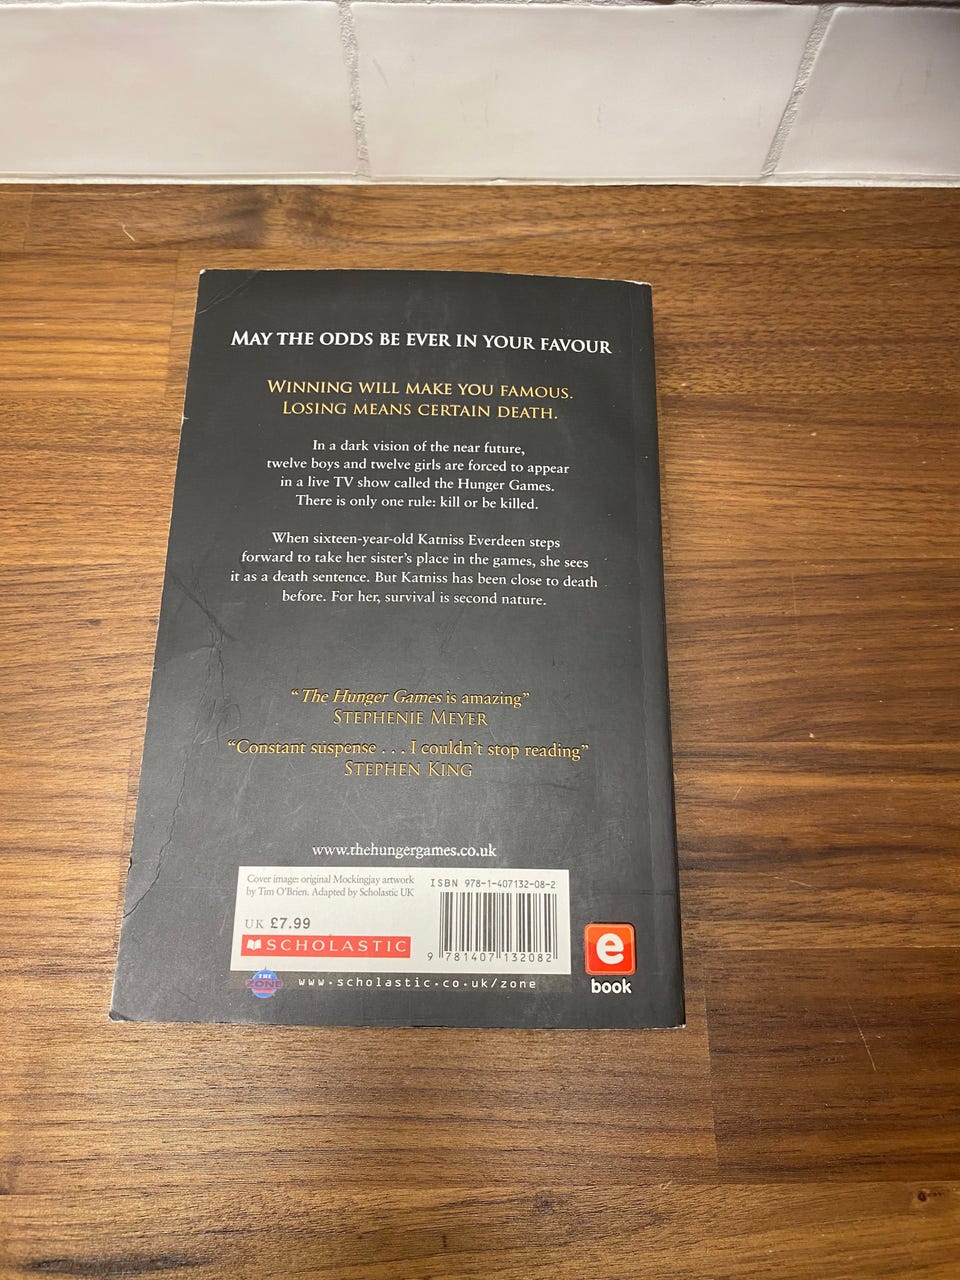 MAY THE ODDS BE EVER IN YOUR FAVOUR
WINNING WILL MAKE YOU FAMOUS.
LOSING MEANS CERTAIN DEATH.
In a dark vision of the near future,
twelve boys and twelve girls are forced to appear
in a live TV show called the Hunger Games.
There is only one rule: kill or be killed.
When sixteen-year-old Katniss Everdeen steps
forward to take her sister's place in the games, she sees
it as a death sentence. But Katniss has been close to death
before. For her, survival is second nature.
“The Hunger Games is amazing”
STEPHENIE MEYER
“Constant suspense . . . I couldn't stop reading”
STEPHEN KING
www.thehungergames.co.uk
Cover image: original Mockingjay artwork
by Tim O'Brien. Adapted by Scholastic UK
UK £7.99
SCHOLASTIC
ISBN 978-1-407132-08-2
9 781407 132082
THE
ZONE
www.scholastic.co.uk/zone
e
book